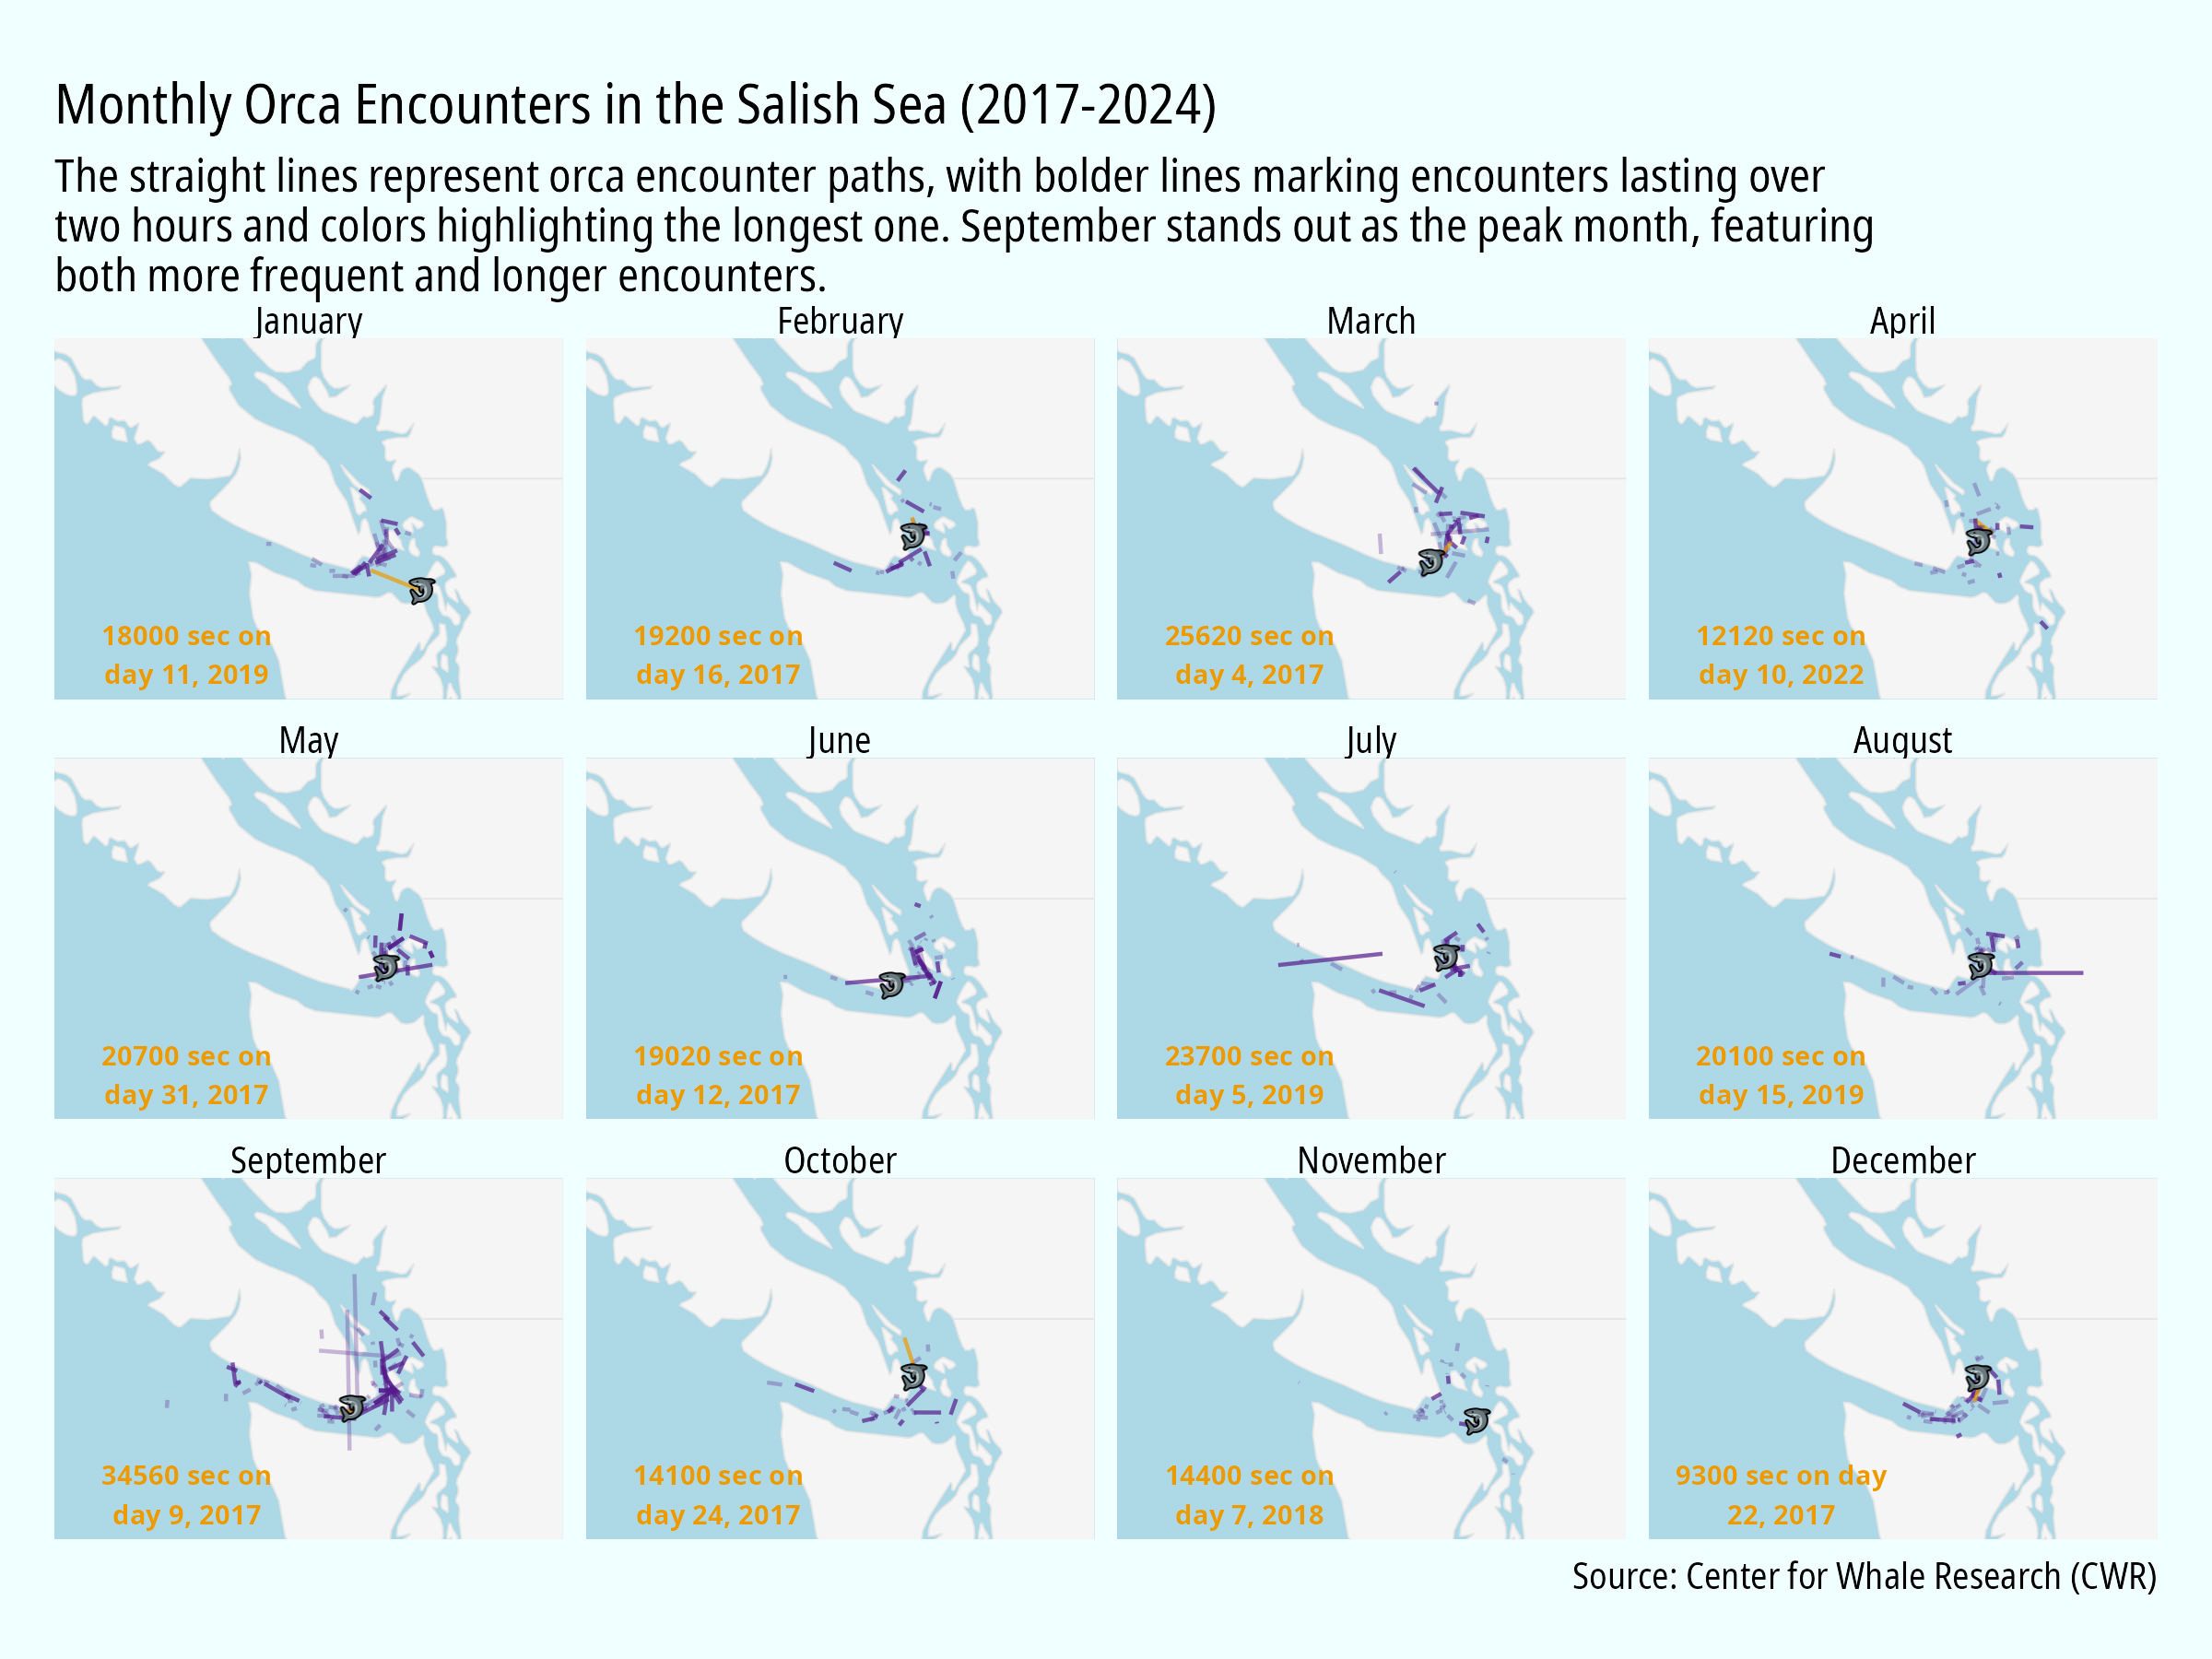 Monthly Orca Encounters in the Salish Sea (2017-2024)
The straight lines represent orca encounter paths, with bolder lines marking encounters lasting over
two hours and colors highlighting the longest one. September stands out as the peak month, featuring
both more frequent and longer encounters.
January
18000 sec on
day 11, 2019
February
19200 sec on
day 16, 2017
March
25620 sec on
day 4, 2017
April
12120 sec on
day 10, 2022
May
20700 sec on
day 31, 2017
June
19020 sec on
day 12, 2017
July
23700 sec on
day 5, 2019
August
20100 sec on
day 15, 2019
September
34560 sec on
day 9, 2017
October
14100 sec on
day 24, 2017
November
14400 sec on
day 7, 2018
December
9300 sec on day
22, 2017
Source: Center for Whale Research (CWR)